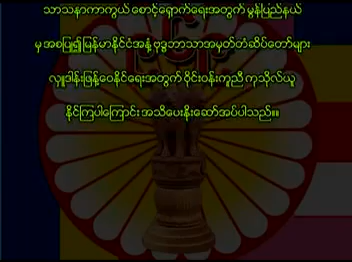 သာသနာကာကွယ် စောင့်ရှောက်ရေးအတွက် မွန်ပြည်နယ်
မှ အစပြု၍ မြန်မာနိုင်ငံအနှံ့ ဗုဒ္ဓဘာသာအမှတ်တံဆိပ်တော်များ
လှူဒါန်းဖြန့်ဝေနိုင်ရေးအတွက် ဝိုင်းဝန်းကူညီ ကုသိုလ်ယူ
နိုင်ကြပါကြောင်း အသိပေးနှိုးဆော်အပ်ပါသည်။